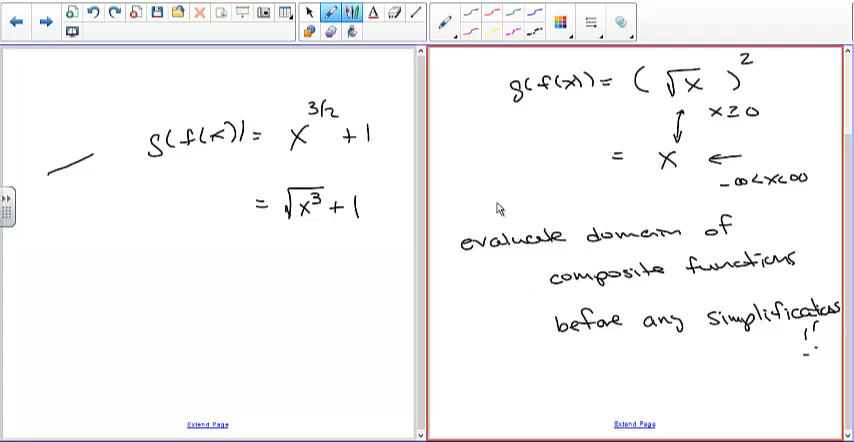 g(f(x)) = x^{3/2} + 1
= √x³ + 1
Extend Page
g(f(x)) = ( √x )²
x ≥ 0
= x ←
-∞ < x < ∞
evaluate domain of
composite functions
before any simplifications
!!
Extend Page